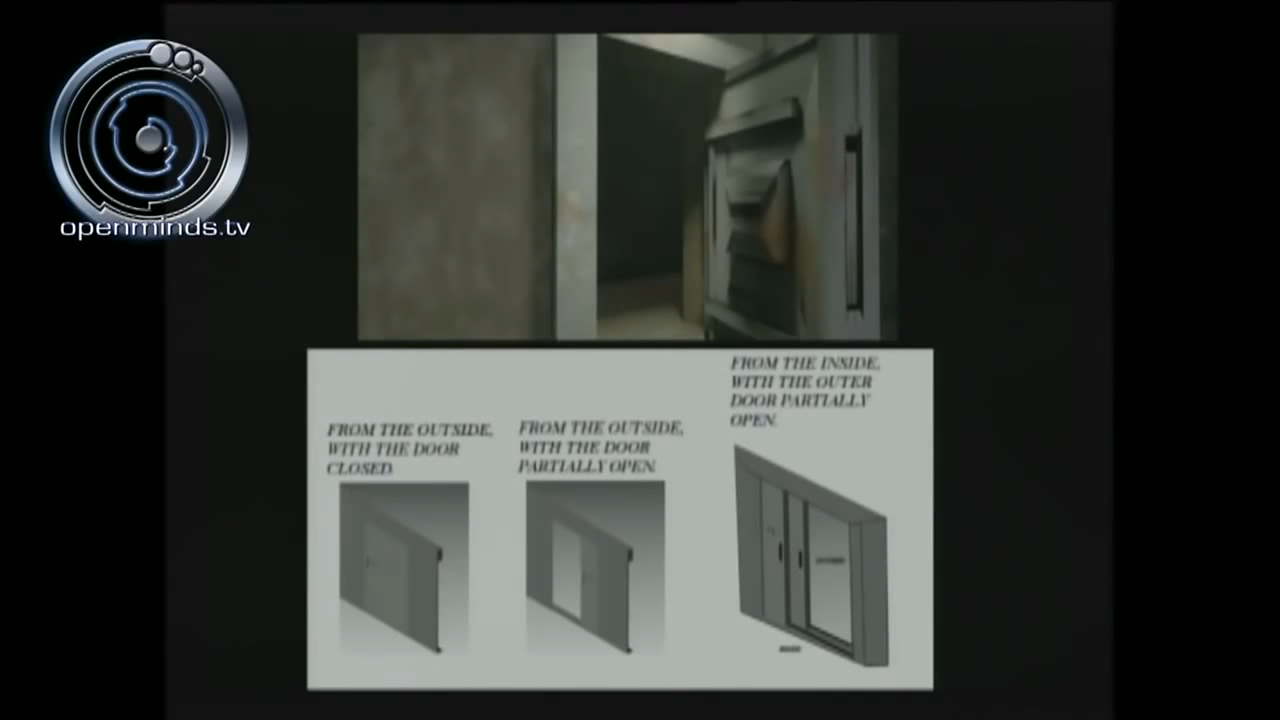 openminds.tv
FROM THE INSIDE,
WITH THE OUTER
DOOR PARTIALLY
OPEN.
FROM THE OUTSIDE,
WITH THE DOOR
CLOSED.
FROM THE OUTSIDE,
WITH THE DOOR
PARTIALLY OPEN.